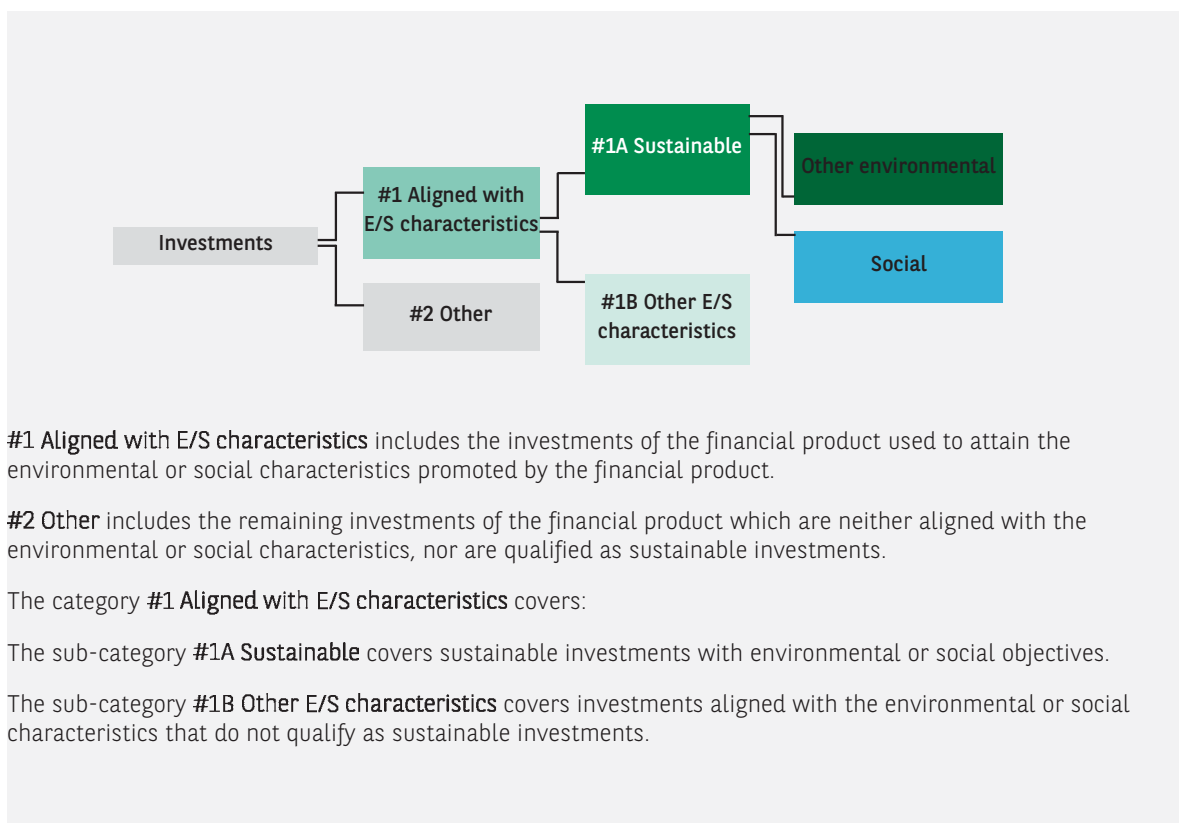 #1A Sustainable
Other environmental
#1 Aligned with
E/S characteristics
Investments
Social
#2 Other
#1B Other E/S
characteristics
#1 Aligned with E/S characteristics includes the investments of the financial product used to attain the
environmental or social characteristics promoted by the financial product.
#2 Other includes the remaining investments of the financial product which are neither aligned with the
environmental or social characteristics, nor are qualified as sustainable investments.
The category #1 Aligned with E/S characteristics covers:
The sub-category #1A Sustainable covers sustainable investments with environmental or social objectives.
The sub-category #1B Other E/S characteristics covers investments aligned with the environmental or social
characteristics that do not qualify as sustainable investments.